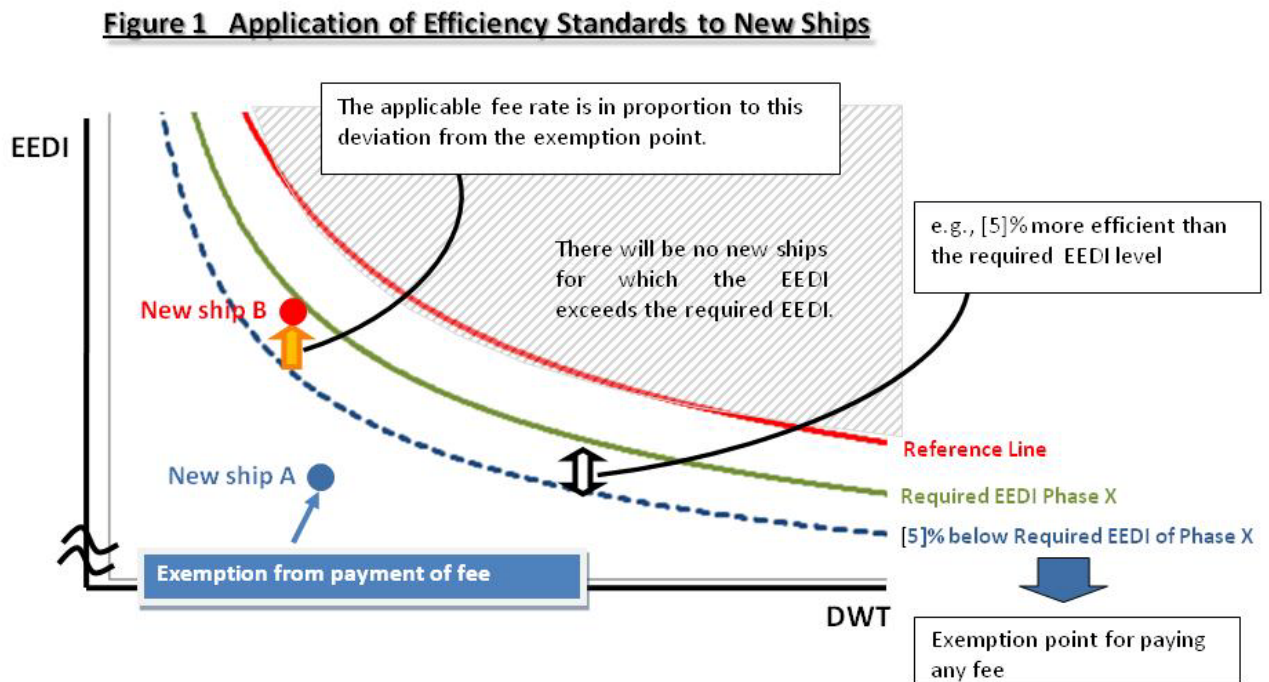 Figure 1   Application of Efficiency Standards to New Ships
The applicable fee rate is in proportion to this
deviation from the exemption point.
EEDI
e.g., [5]% more efficient than
the required EEDI level
There will be no new ships
for which the EEDI
exceeds the required EEDI.
New ship B
Reference Line
New ship A
Required EEDI Phase X
[5]% below Required EEDI of Phase X
Exemption from payment of fee
DWT
Exemption point for paying
any fee